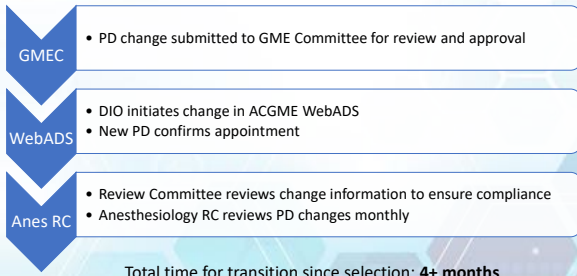 GMEC
• PD change submitted to GME Committee for review and approval
WebADS
• DIO initiates change in ACGME WebADS
• New PD confirms appointment
Anes RC
• Review Committee reviews change information to ensure compliance
• Anesthesiology RC reviews PD changes monthly
Total time for transition since selection: 4+ months